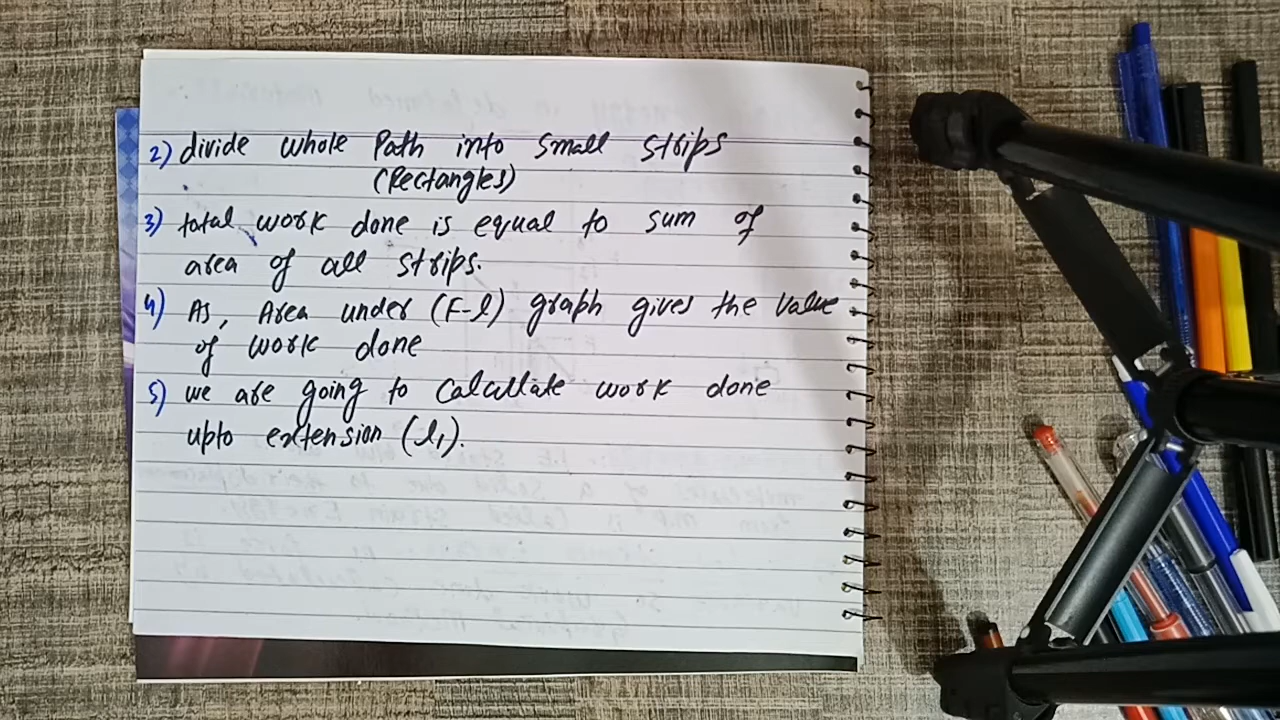 2) divide whole Path into small strips
(Rectangles)
3) total work done is equal to sum of
area of all strips.
4) As, Area under (F-l) graph gives the value
of work done
5) we are going to calculate work done
upto extension (l₁).